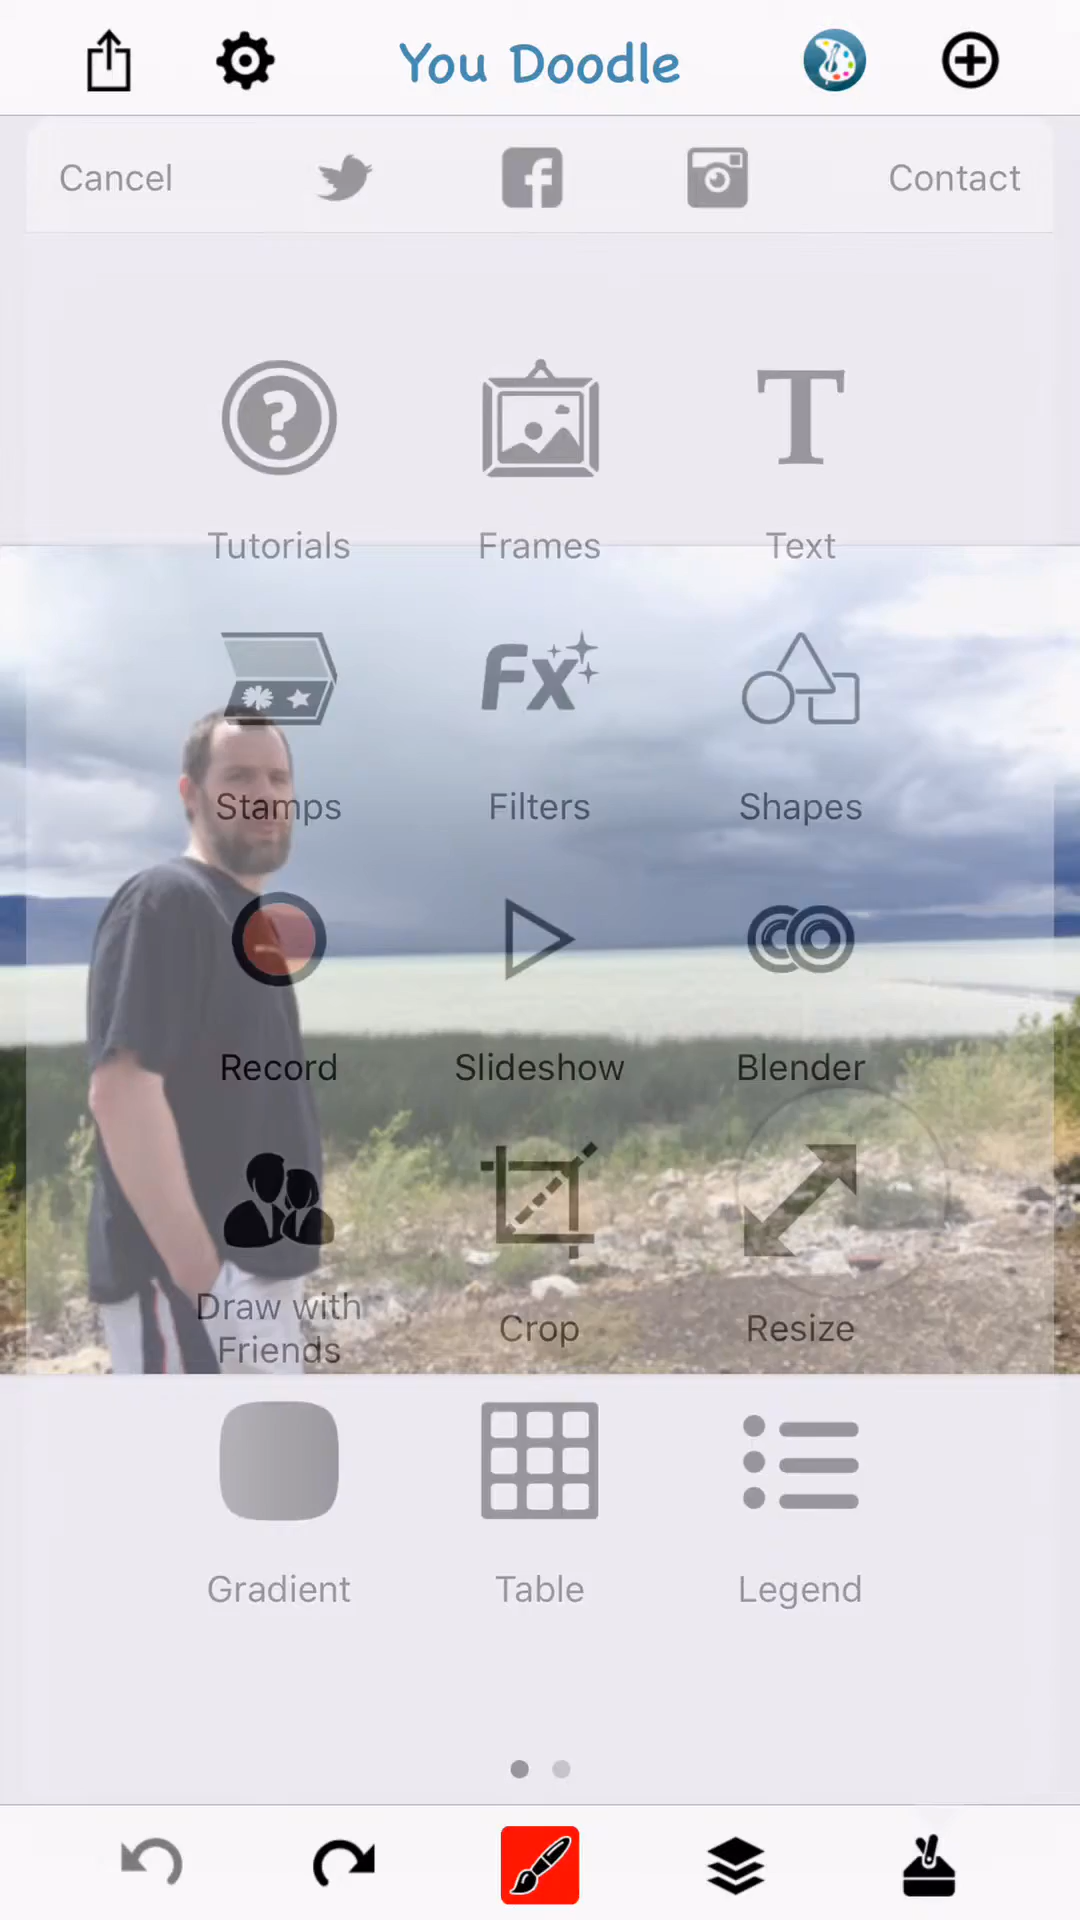 You Doodle
Cancel
Contact
Tutorials
Frames
Text
Fx
Stamps
Filters
Shapes
Record
Slideshow
Blender
Draw with
Friends
Crop
Resize
Gradient
Table
Legend